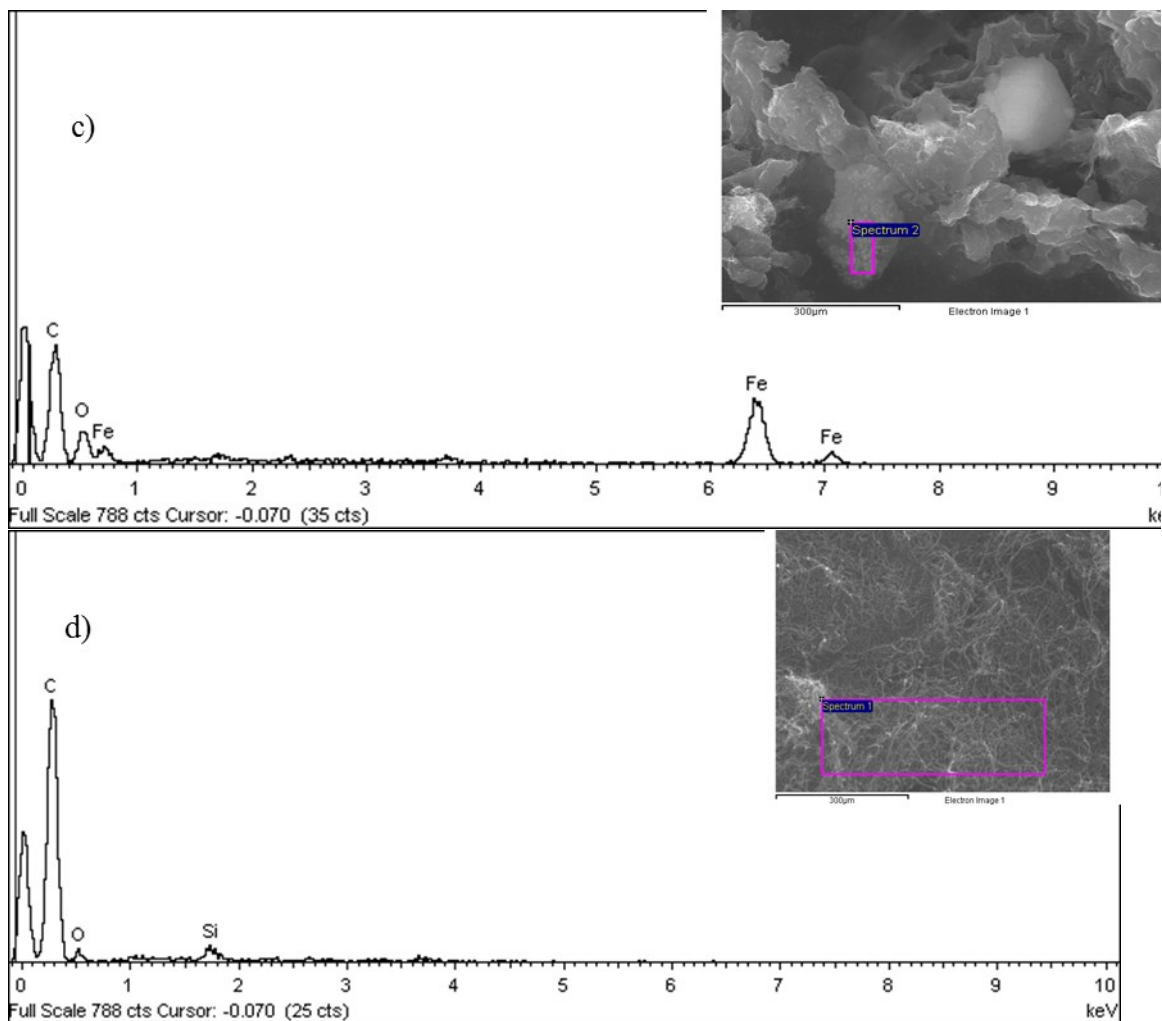 c)
Spectrum 2
300µm Electron Image 1
C
O
Fe
Fe
Fe
0 1 2 3 4 5 6 7 8 9 1
Full Scale 788 cts Cursor: -0.070 (35 cts) ke
d)
Spectrum 1
300µm Electron Image 1
C
O
Si
0 1 2 3 4 5 6 7 8 9 10
Full Scale 788 cts Cursor: -0.070 (25 cts) keV